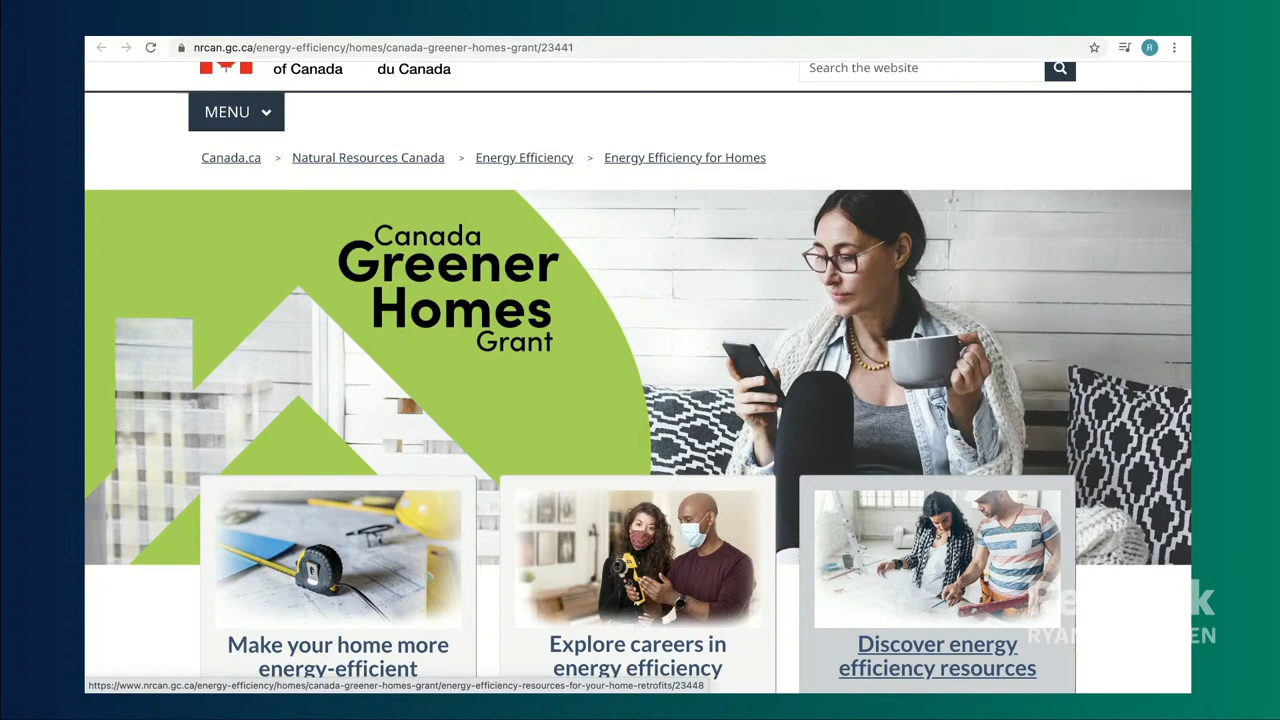 nrcan.gc.ca/energy-efficiency/homes/canada-greener-homes-grant/23441
R
of Canada
du Canada
Search the website
MENU
Canada.ca > Natural Resources Canada > Energy Efficiency > Energy Efficiency for Homes
Canada
Greener
Homes
Grant
Make your home more
energy-efficient
Explore careers in
energy efficiency
Discover energy
efficiency resources
https://www.nrcan.gc.ca/energy-efficiency/homes/canada-greener-homes-grant/energy-efficiency-resources-for-your-home-retrofits/23448